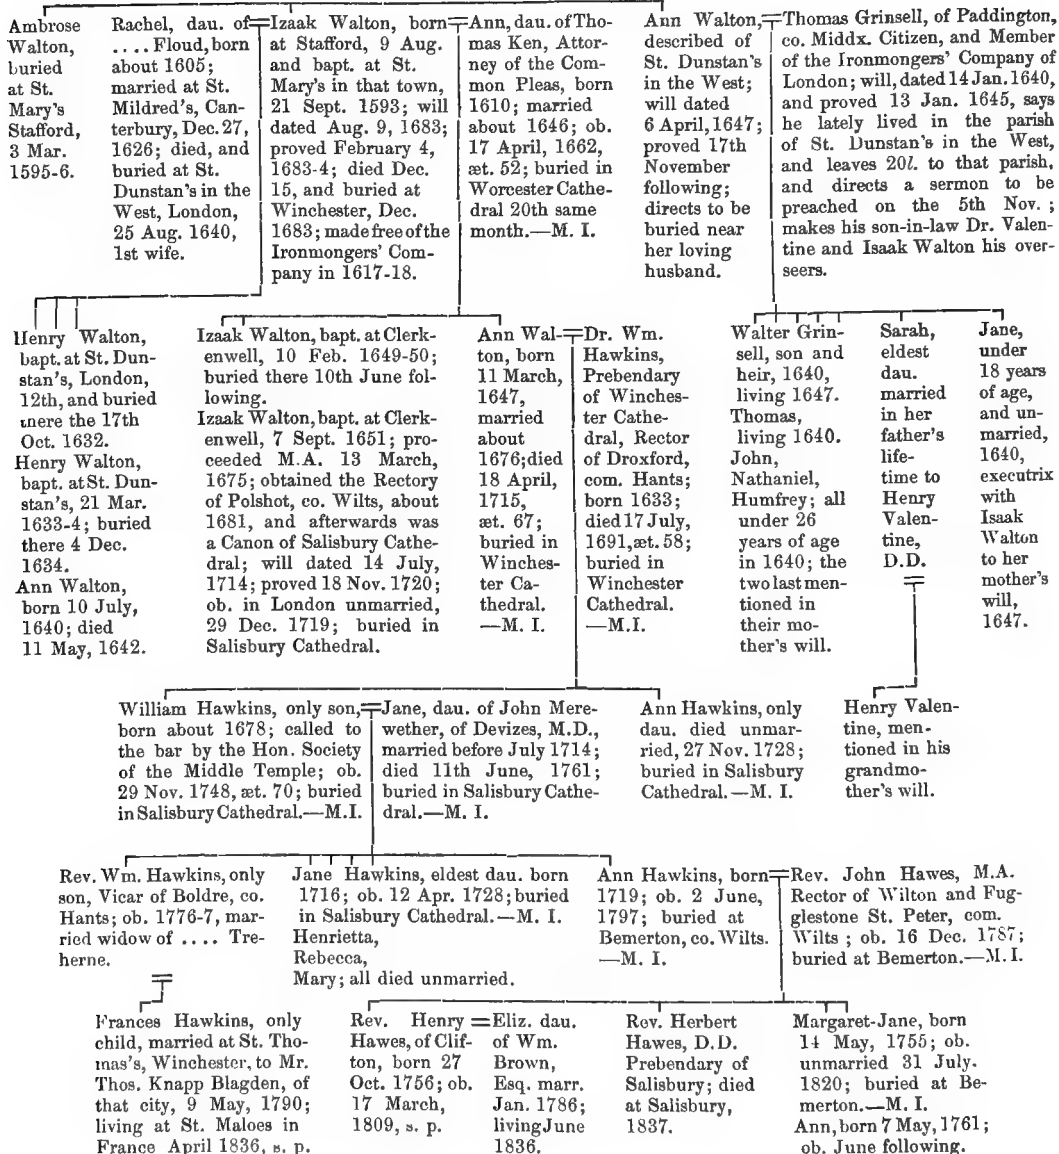 Ambrose
Walton,
buried
at St.
Mary's
Stafford,
3 Mar.
1595-6.
Rachel, dau. of
.... Floud, born
about 1605;
married at St.
Mildred's, Can-
terbury, Dec. 27,
1626; died, and
buried at St.
Dunstan's in the
West, London,
25 Aug. 1640,
1st wife.
Izaak Walton, born
at Stafford, 9 Aug.
and bapt. at St.
Mary's in that town,
21 Sept. 1593; will
dated Aug. 9, 1683;
proved February 4,
1683-4; died Dec.
15, and buried at
Winchester, Dec.
1683; made free of the
Ironmongers' Com-
pany in 1617-18.
Ann, dau. of Tho-
mas Ken, Attor-
ney of the Com-
mon Pleas, born
1610; married
about 1646; ob.
17 April, 1662,
æt. 52; buried in
Worcester Cathe-
dral 20th same
month.—M. I.
Ann Walton,
described of
St. Dunstan's
in the West;
will dated
6 April, 1647;
proved 17th
November
following;
directs to be
buried near
her loving
husband.
Thomas Grinsell, of Paddington,
co. Middx. Citizen, and Member
of the Ironmongers' Company of
London; will, dated 14 Jan. 1640,
and proved 13 Jan. 1645, says
he lately lived in the parish
of St. Dunstan's in the West,
and leaves 20l. to that parish,
and directs a sermon to be
preached on the 5th Nov.;
makes his son-in-law Dr. Valen-
tine and Isaak Walton his over-
seers.
Henry Walton,
bapt. at St. Dun-
stan's, London,
12th, and buried
there the 17th
Oct. 1632.
Henry Walton,
bapt. at St. Dun-
stan's, 21 Mar.
1633-4; buried
there 4 Dec.
1634.
Ann Walton,
born 10 July,
1640; died
11 May, 1642.
Izaak Walton, bapt. at Clerk-
enwell, 10 Feb. 1649-50;
buried there 10th June fol-
lowing.
Izaak Walton, bapt. at Clerk-
enwell, 7 Sept. 1651; pro-
ceeded M.A. 13 March,
1675; obtained the Rectory
of Polshot, co. Wilts, about
1681, and afterwards was
a Canon of Salisbury Cathe-
dral; will dated 14 July,
1714; proved 18 Nov. 1720;
ob. in London unmarried,
29 Dec. 1719; buried in
Salisbury Cathedral.
Ann Wal-
ton, born
11 March,
1647,
married
about
1676; died
18 April,
1715,
æt. 67;
buried in
Winches-
ter Ca-
thedral.
—M. I.
Dr. Wm.
Hawkins,
Prebendary
of Winches-
ter Cathe-
dral, Rector
of Droxford,
com. Hants;
born 1633;
died 17 July,
1691, æt. 58;
buried in
Winchester
Cathedral.
—M.I.
Walter Grin-
sell, son and
heir, 1640,
living 1647.
Thomas,
living 1640.
John,
Nathaniel,
Humfrey; all
under 26
years of age
in 1640; the
two last men-
tioned in
their mo-
ther's will.
Sarah,
eldest
dau.
married
in her
father's
life-
time to
Henry
Valen-
tine,
D.D.
Jane,
under
18 years
of age,
and un-
married,
1640,
executrix
with
Isaak
Walton
to her
mother's
will,
1647.
William Hawkins, only son,
born about 1678; called to
the bar by the Hon. Society
of the Middle Temple; ob.
29 Nov. 1748, æt. 70; buried
in Salisbury Cathedral.—M.I.
Jane, dau. of John Mere-
wether, of Devizes, M.D.,
married before July 1714;
died 11th June, 1761;
buried in Salisbury Cathe-
dral.—M. I.
Ann Hawkins, only
dau. died unmar-
ried, 27 Nov. 1728;
buried in Salisbury
Cathedral.—M. I.
Henry Valen-
tine, men-
tioned in his
grandmo-
ther's will.
Rev. Wm. Hawkins, only
son, Vicar of Boldre, co.
Hants; ob. 1776-7, mar-
ried widow of .... Tre-
herne.
Jane Hawkins, eldest dau. born
1716; ob. 12 Apr. 1728; buried
in Salisbury Cathedral.—M. I.
Henrietta,
Rebecca,
Mary; all died unmarried.
Ann Hawkins, born
1719; ob. 2 June,
1797; buried at
Bemerton, co. Wilts.
—M. I.
Rev. John Hawes, M.A.
Rector of Wilton and Fug-
glestone St. Peter, com.
Wilts; ob. 16 Dec. 1787;
buried at Bemerton.—M. I.
Frances Hawkins, only
child, married at St. Tho-
mas's, Winchester, to Mr.
Thos. Knapp Blagden, of
that city, 9 May, 1790;
living at St. Maloes in
France April 1836, s. p.
Rev. Henry
Hawes, of Clif-
ton, born 27
Oct. 1756; ob.
17 March,
1809, s. p.
Eliz. dau.
of Wm.
Brown,
Esq. marr.
Jan. 1786;
living June
1836.
Rev. Herbert
Hawes, D.D.
Prebendary of
Salisbury; died
at Salisbury,
1837.
Margaret-Jane, born
14 May, 1755; ob.
unmarried 31 July.
1820; buried at Be-
merton.—M. I.
Ann, born 7 May, 1761;
ob. June following.